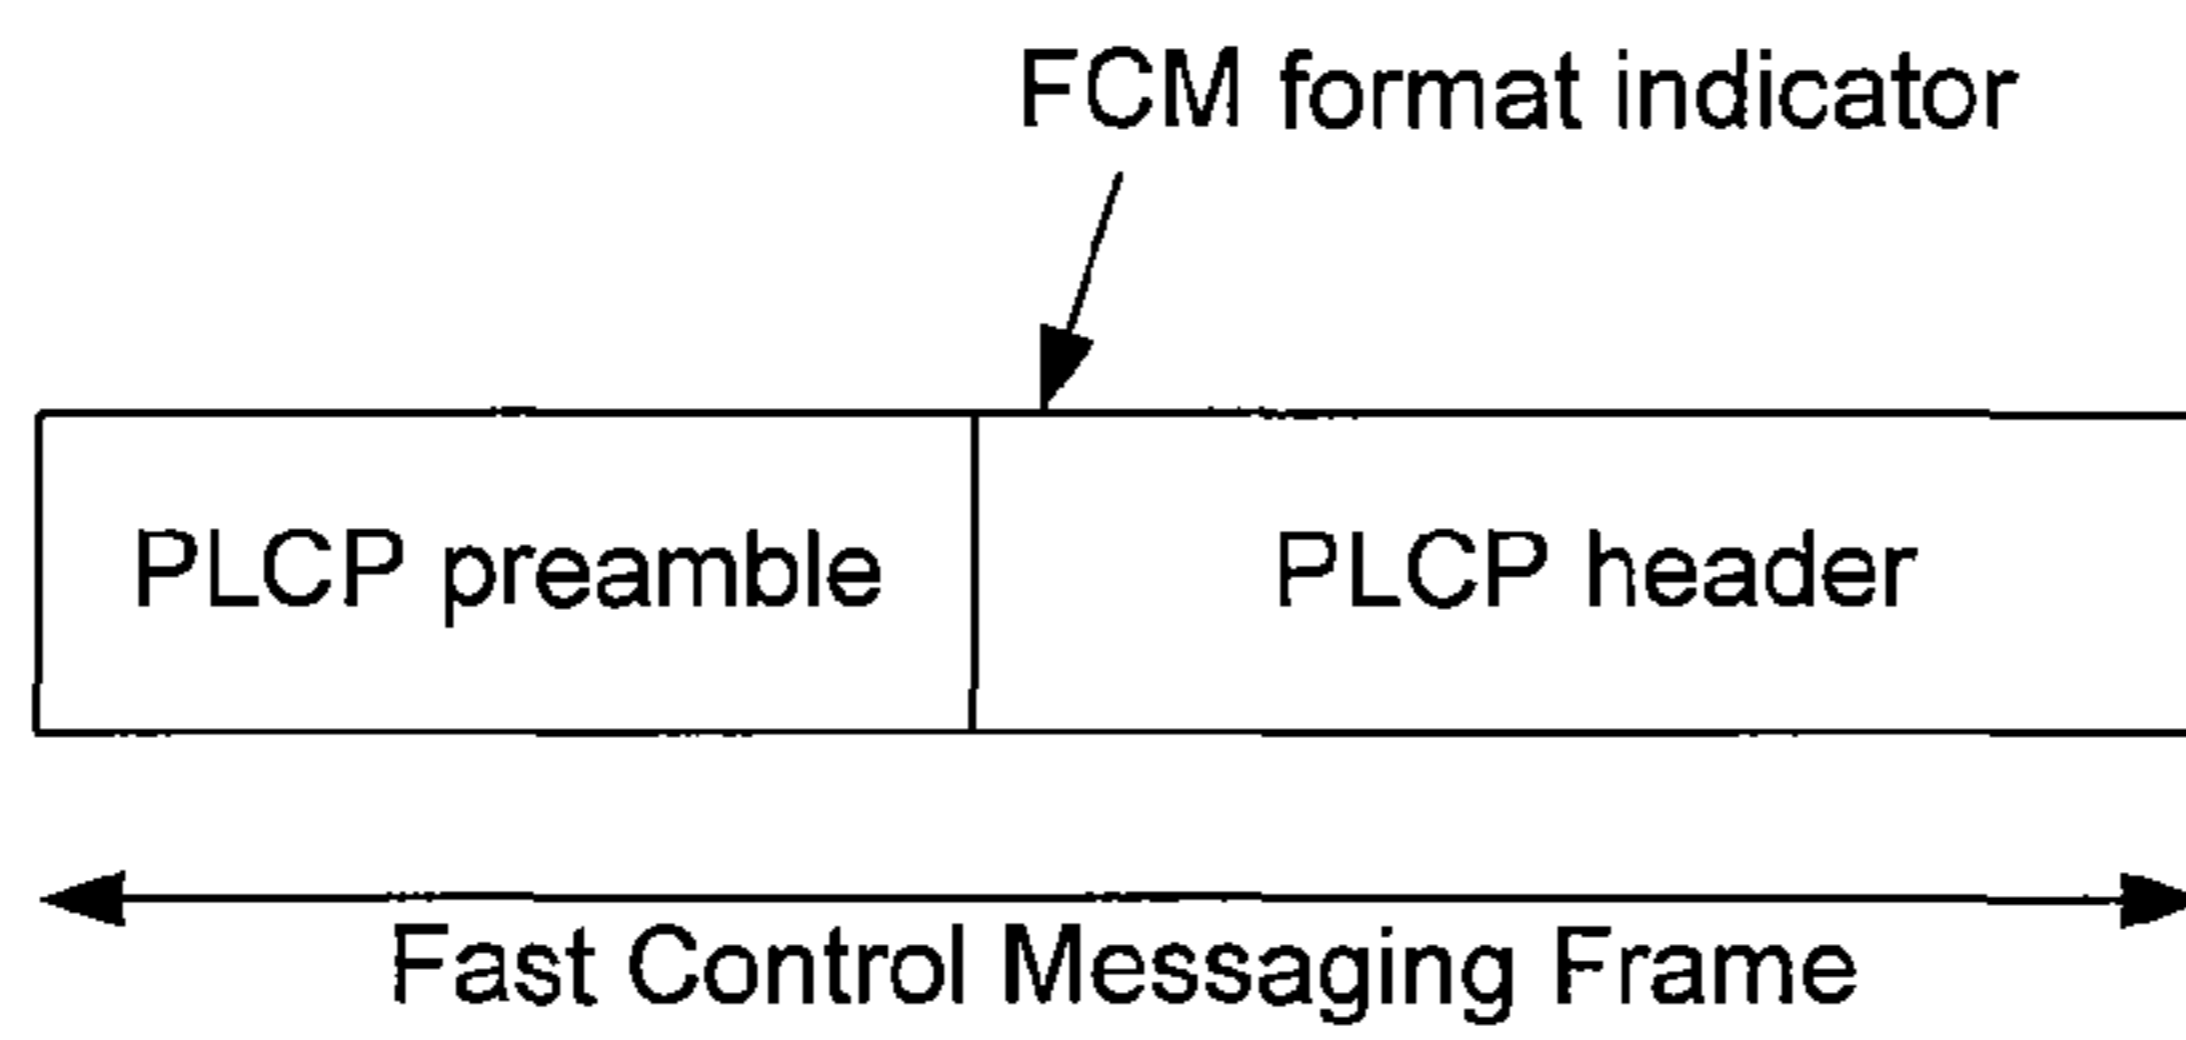 FCM format indicator
PLCP preamble
PLCP header
Fast Control Messaging Frame